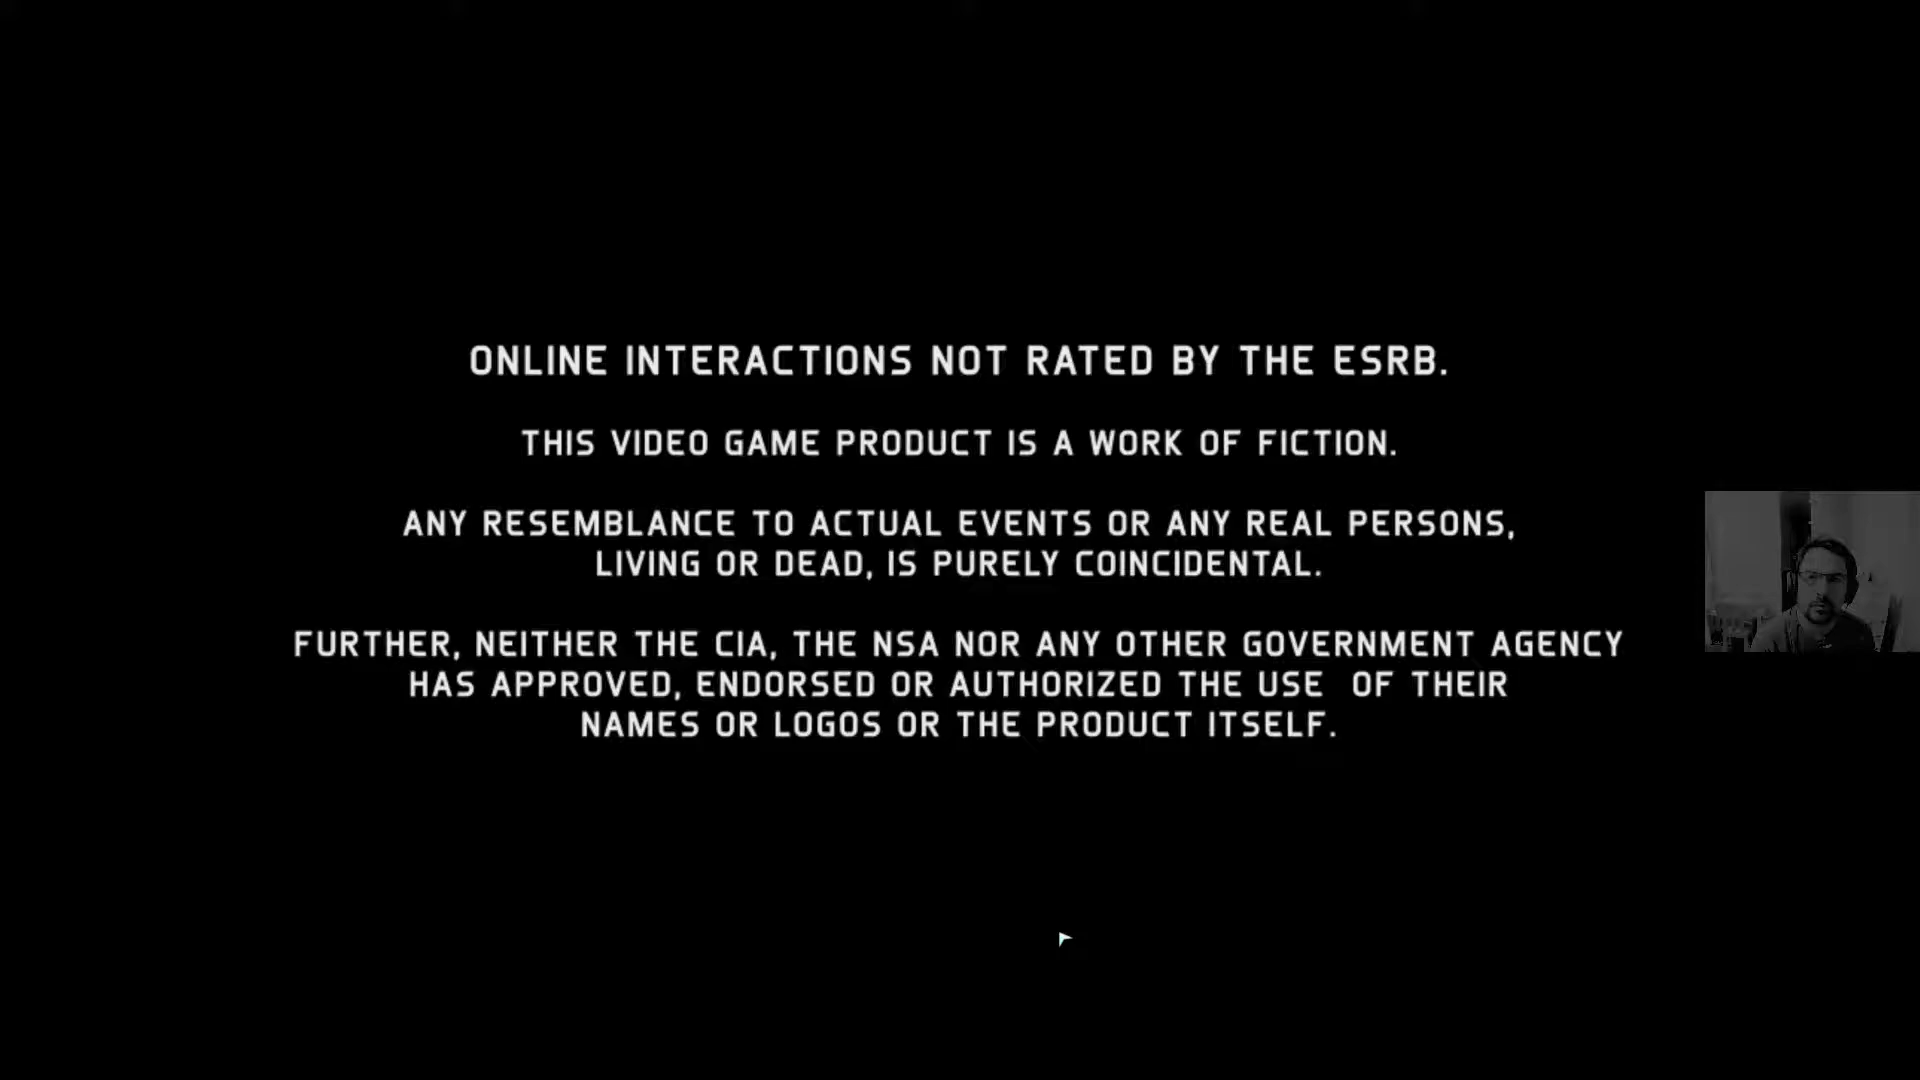 ONLINE INTERACTIONS NOT RATED BY THE ESRB.
THIS VIDEO GAME PRODUCT IS A WORK OF FICTION.
ANY RESEMBLANCE TO ACTUAL EVENTS OR ANY REAL PERSONS,
LIVING OR DEAD, IS PURELY COINCIDENTAL.
FURTHER, NEITHER THE CIA, THE NSA NOR ANY OTHER GOVERNMENT AGENCY
HAS APPROVED, ENDORSED OR AUTHORIZED THE USE OF THEIR
NAMES OR LOGOS OR THE PRODUCT ITSELF.